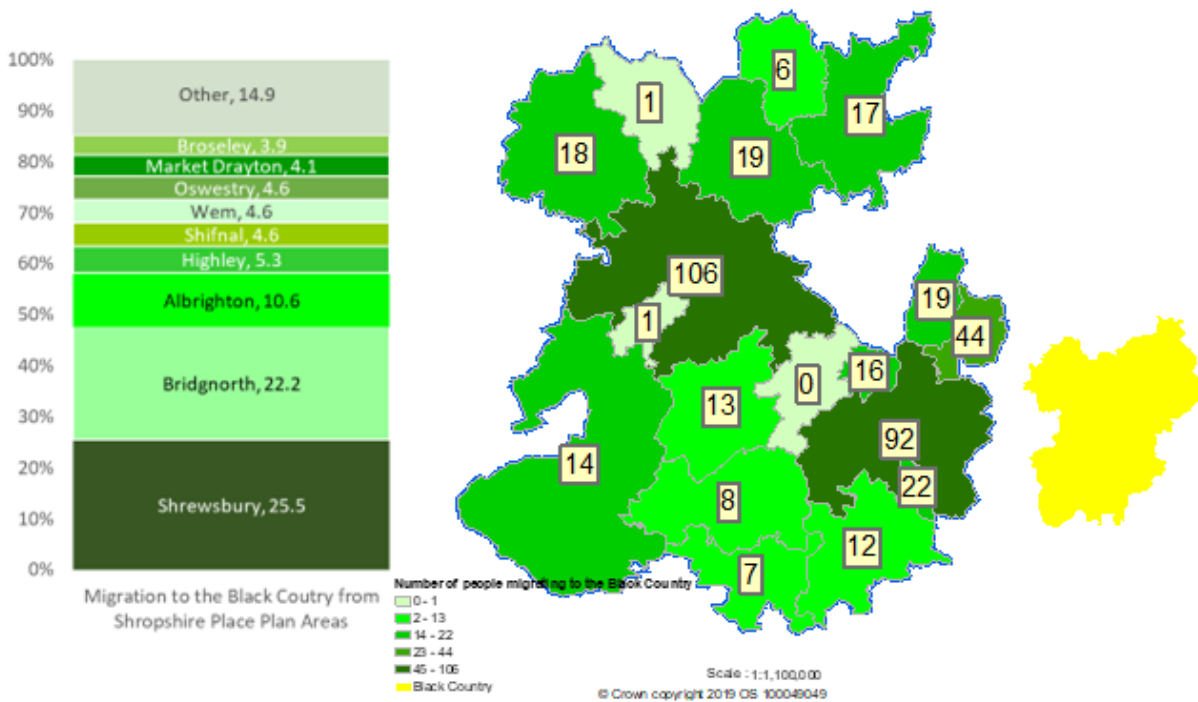 100%
90%
80%
70%
60%
50%
40%
30%
20%
10%
0%
Other, 14.9
Broseley, 3.9
Market Drayton, 4.1
Oswestry, 4.6
Wem, 4.6
Shifnal, 4.6
Highley, 5.3
Albrighton, 10.6
Bridgnorth, 22.2
Shrewsbury, 25.5
Migration to the Black Coutry from
Shropshire Place Plan Areas
6
1
17
18
19
106
19
1
44
0
16
13
92
14
22
8
12
7
Number of people migrating to the Black Country
0 - 1
2 - 13
14 - 22
23 - 44
45 - 106
Black Country
Scale : 1:1,100,000
© Crown copyright 2019 OS 100049049